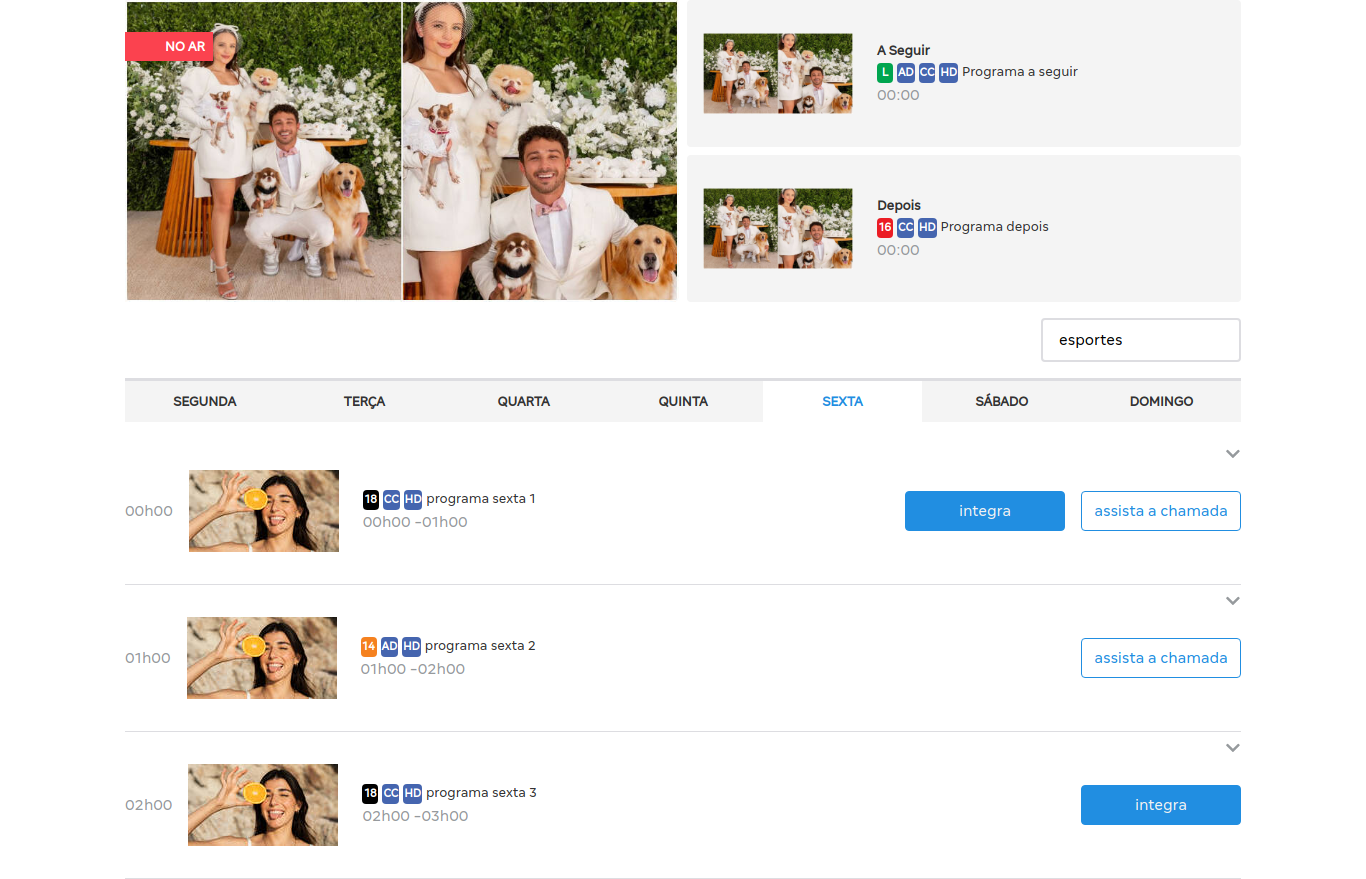 NO AR
A Seguir
L AD CC HD Programa a seguir
00:00
Depois
16 CC HD Programa depois
00:00
esportes
SEGUNDA TERÇA QUARTA QUINTA SEXTA SÁBADO DOMINGO
00h00
18 CC HD programa sexta 1
00h00 -01h00
integra
assista a chamada
01h00
14 AD HD programa sexta 2
01h00 -02h00
assista a chamada
02h00
18 CC HD programa sexta 3
02h00 -03h00
integra